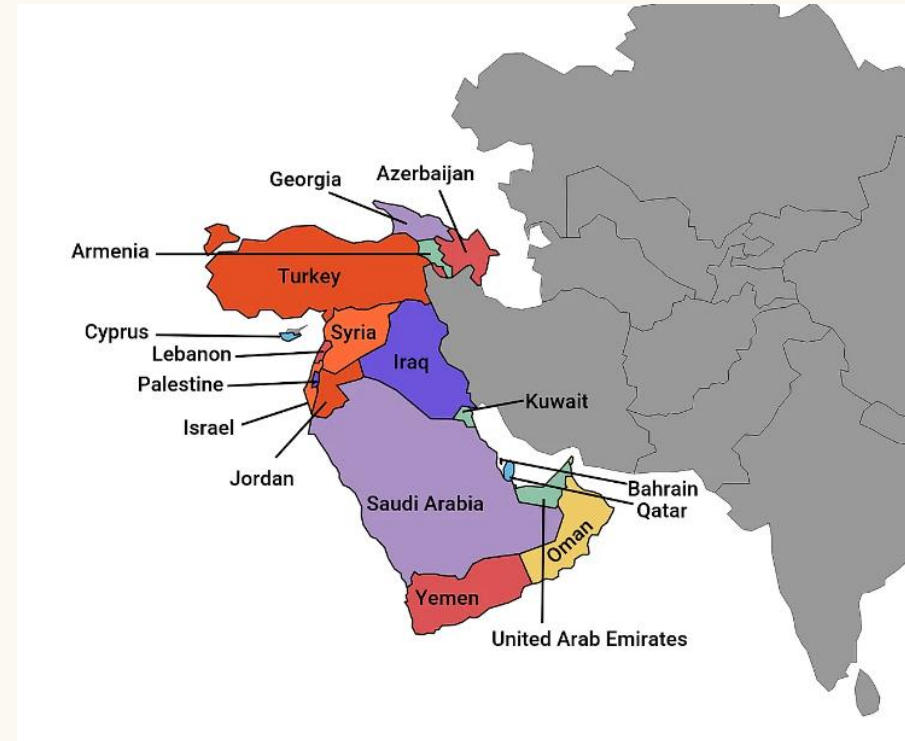 Georgia
Azerbaijan
Armenia
Turkey
Cyprus
Syria
Lebanon
Iraq
Palestine
Kuwait
Israel
Jordan
Bahrain
Saudi Arabia
Qatar
Oman
Yemen
United Arab Emirates